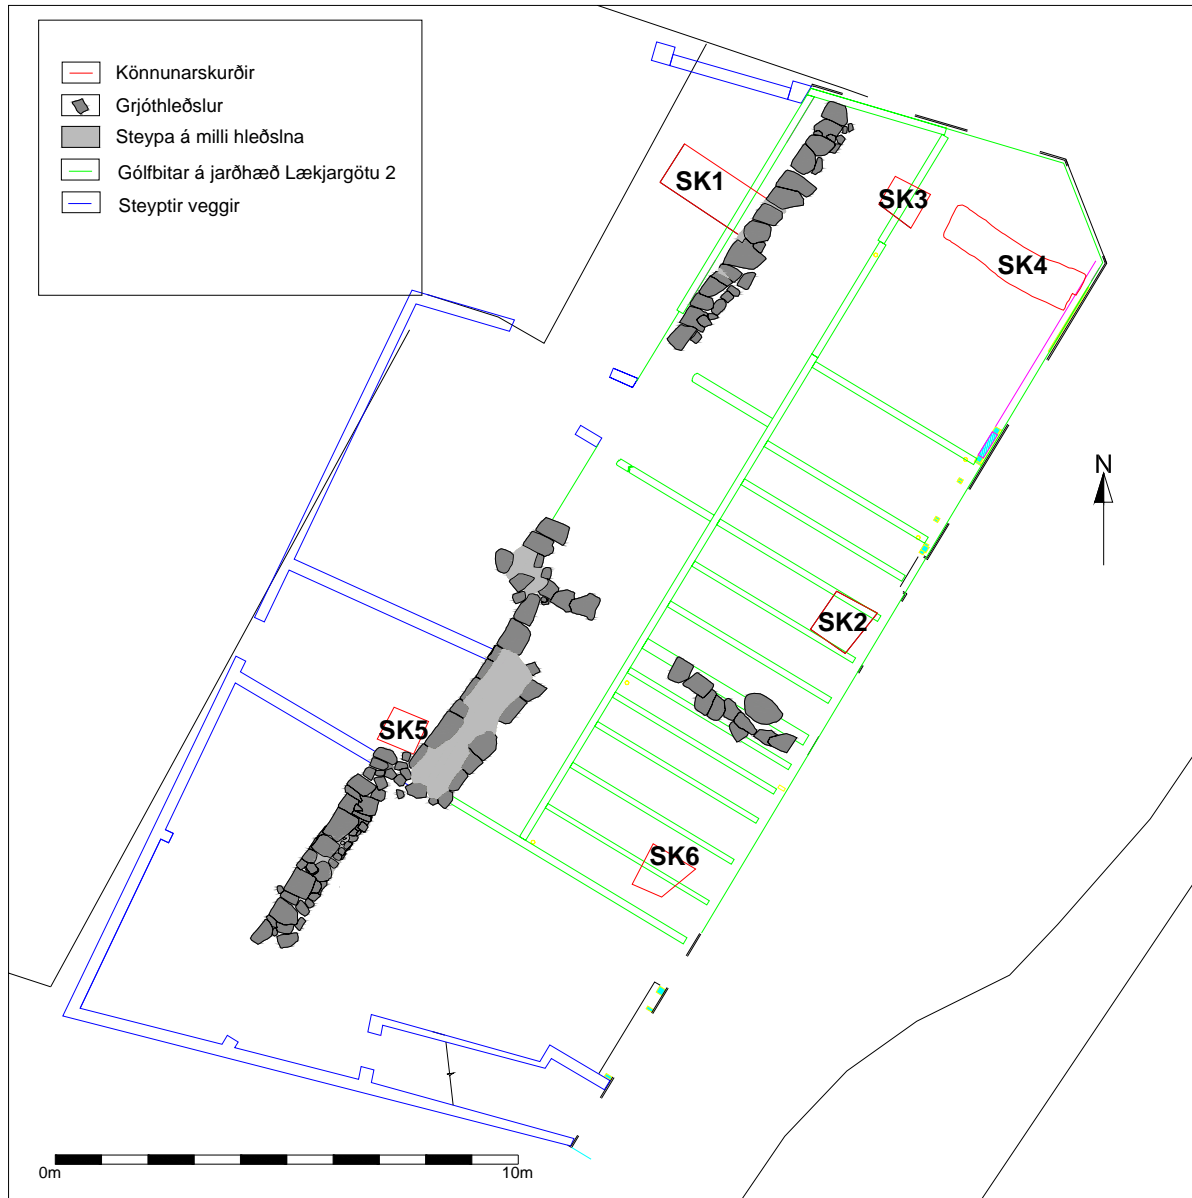 Könnunarskurðir
Grjóthleðslur
Steypa á milli hleðslna
Gólfbitar á jarðhæð Lækjargötu 2
Steyptir veggir
SK1
SK3
SK4
N
SK2
SK5
SK6
0m
10m